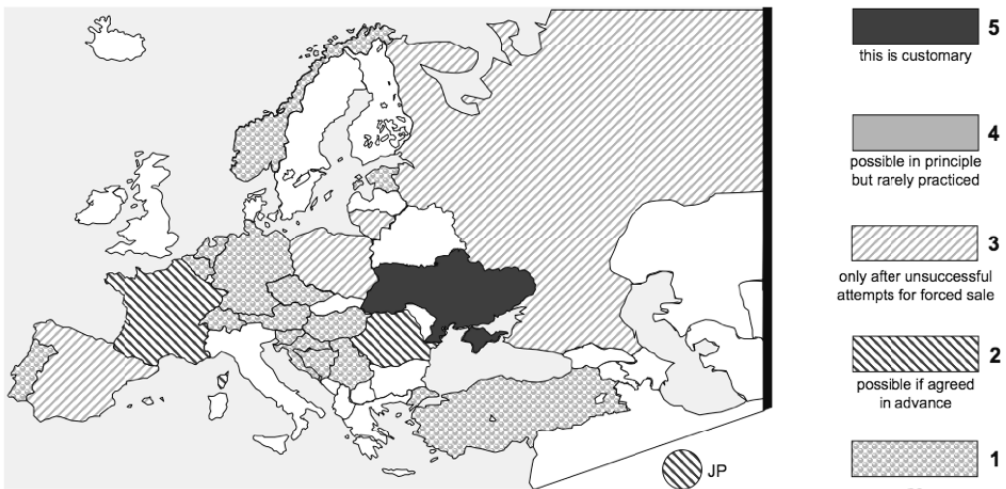 5
this is customary
4
possible in principle
but rarely practiced
3
only after unsuccessful
attempts for forced sale
2
possible if agreed
in advance
1
JP